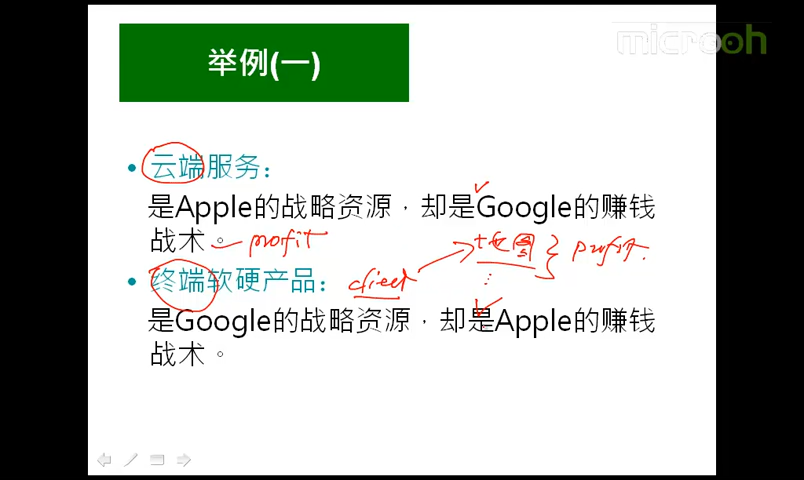 microoh
举例(一)
• 云端服务：
是Apple的战略资源，却是Google的赚钱
战术。 profit 地图 profit
• 终端软硬产品： client
是Google的战略资源，却是Apple的赚钱
战术。